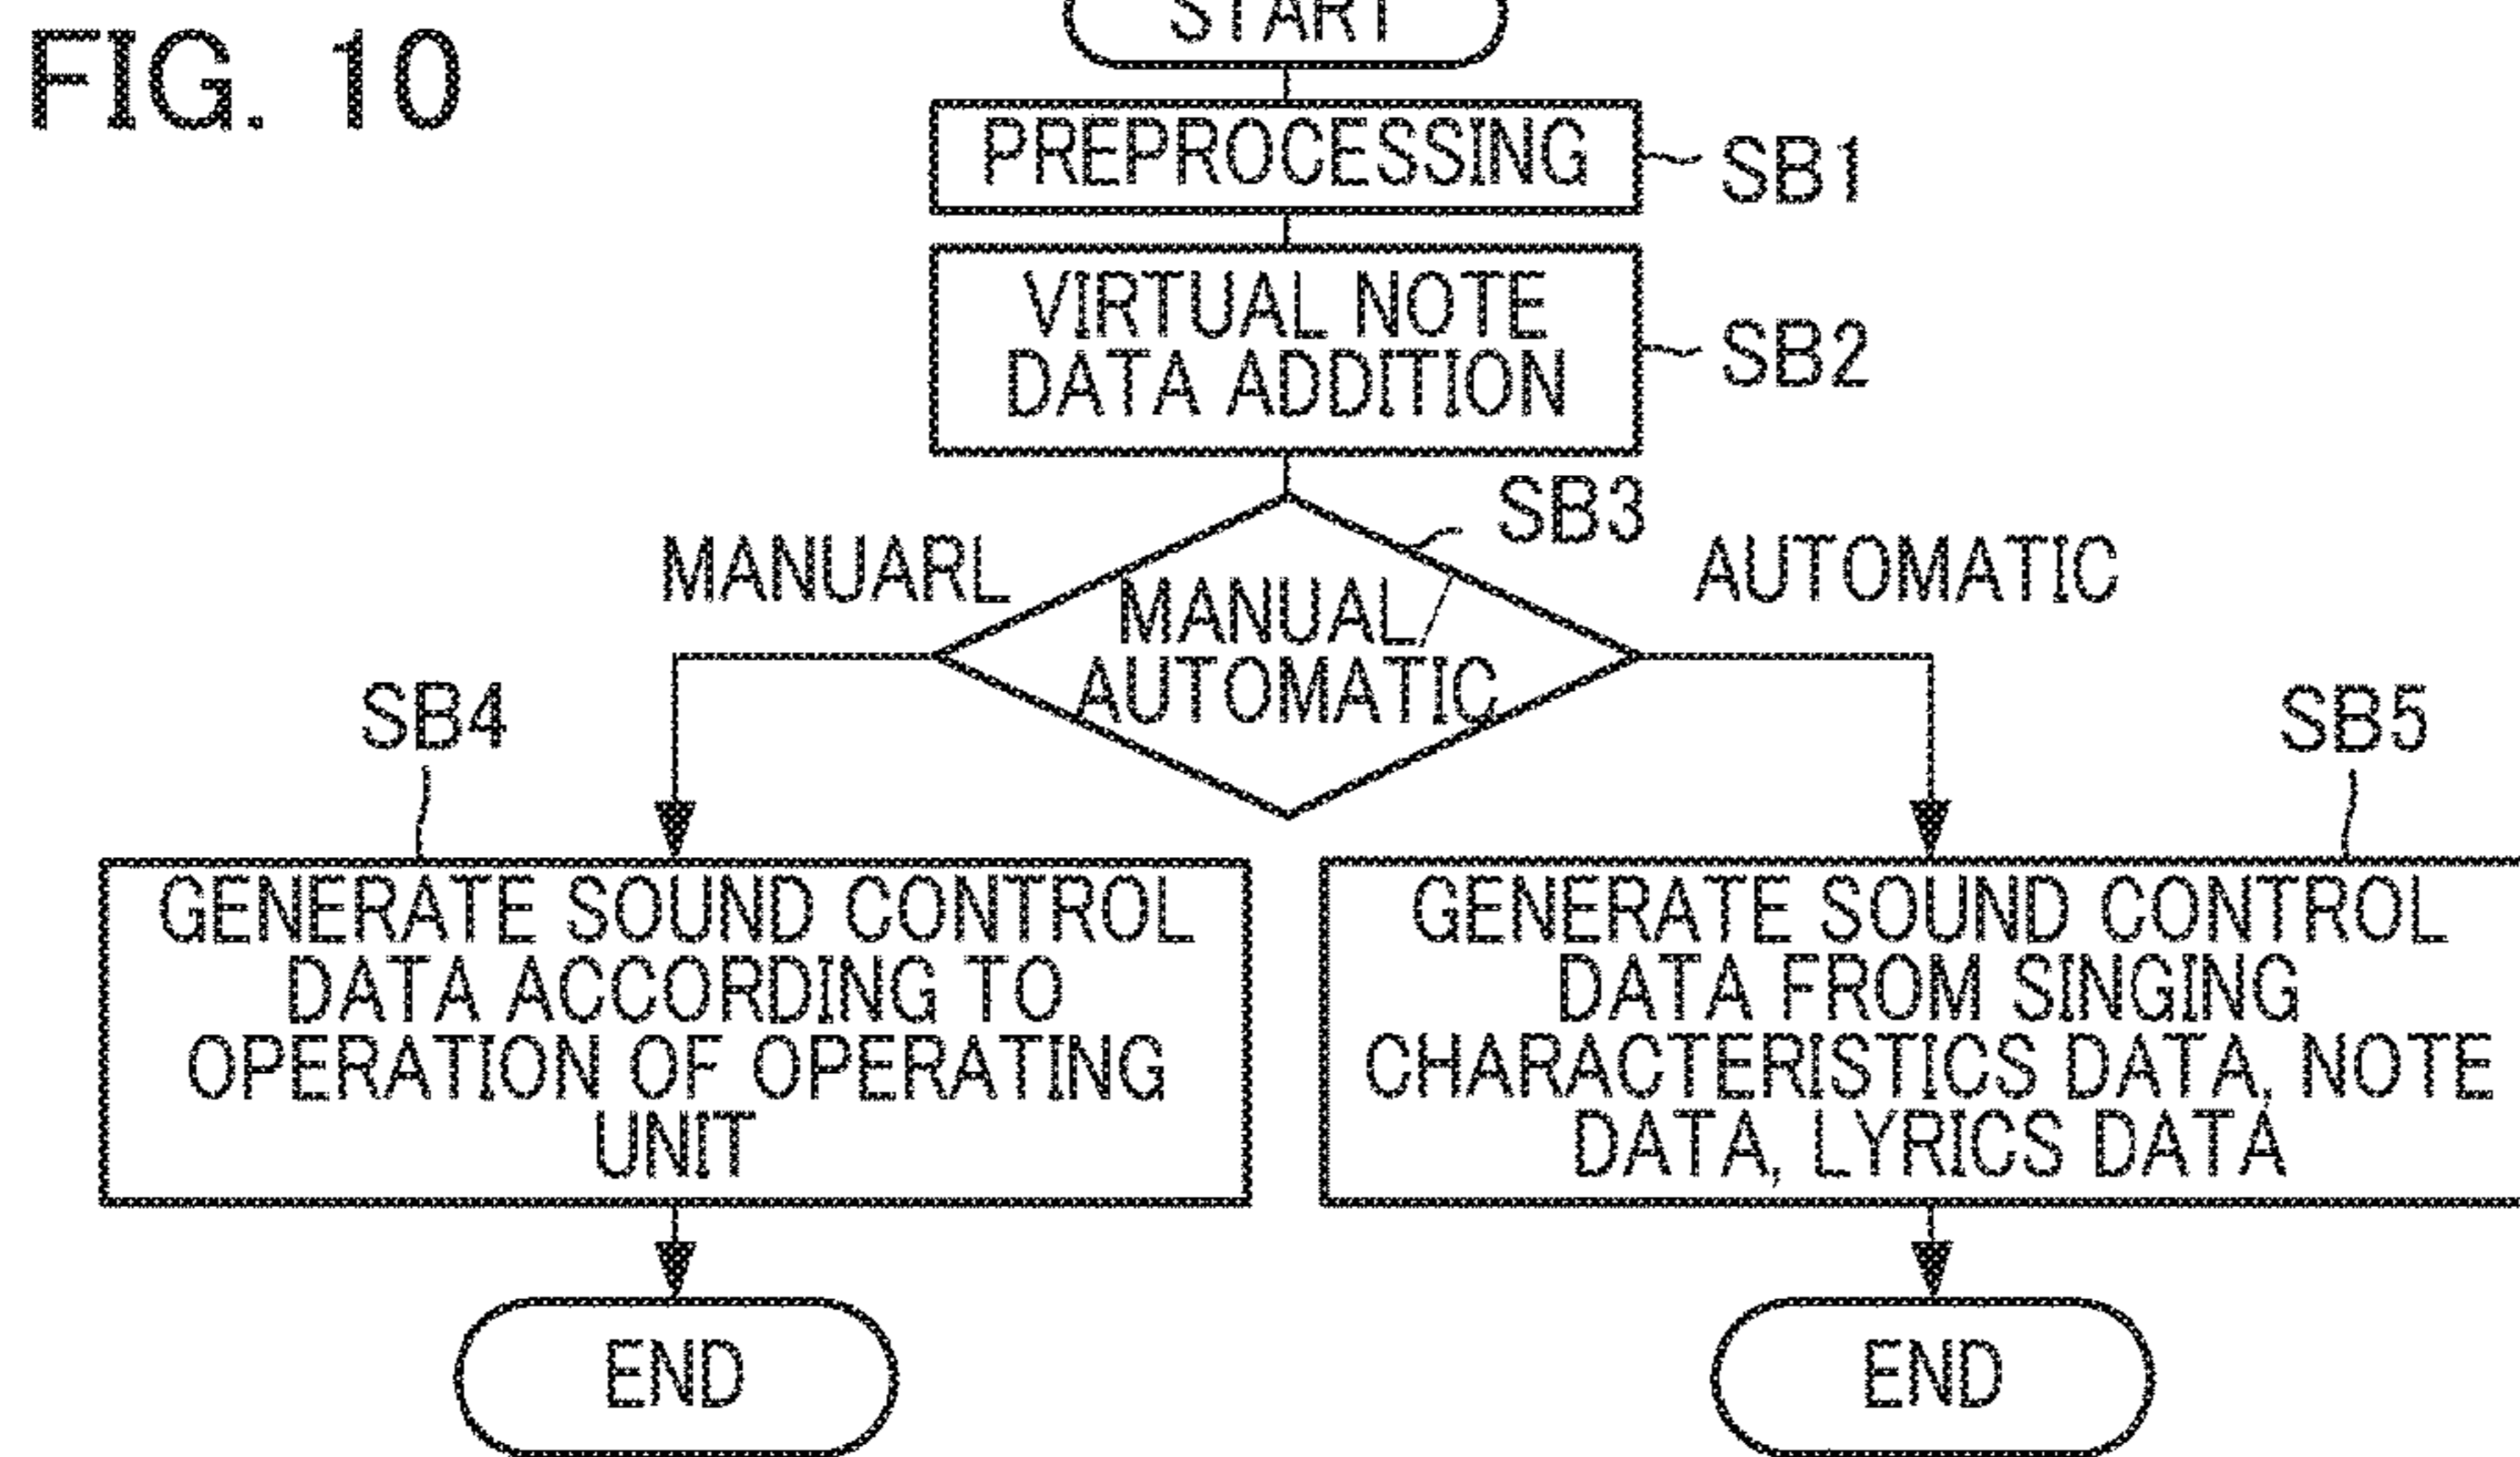 FIG. 10
START
PREPROCESSING
SB1
VIRTUAL NOTE
DATA ADDITION
SB2
SB3
MANUARL
MANUAL/
AUTOMATIC
AUTOMATIC
SB4
GENERATE SOUND CONTROL
DATA ACCORDING TO
OPERATION OF OPERATING
UNIT
SB5
GENERATE SOUND CONTROL
DATA FROM SINGING
CHARACTERISTICS DATA, NOTE
DATA, LYRICS DATA
END
END